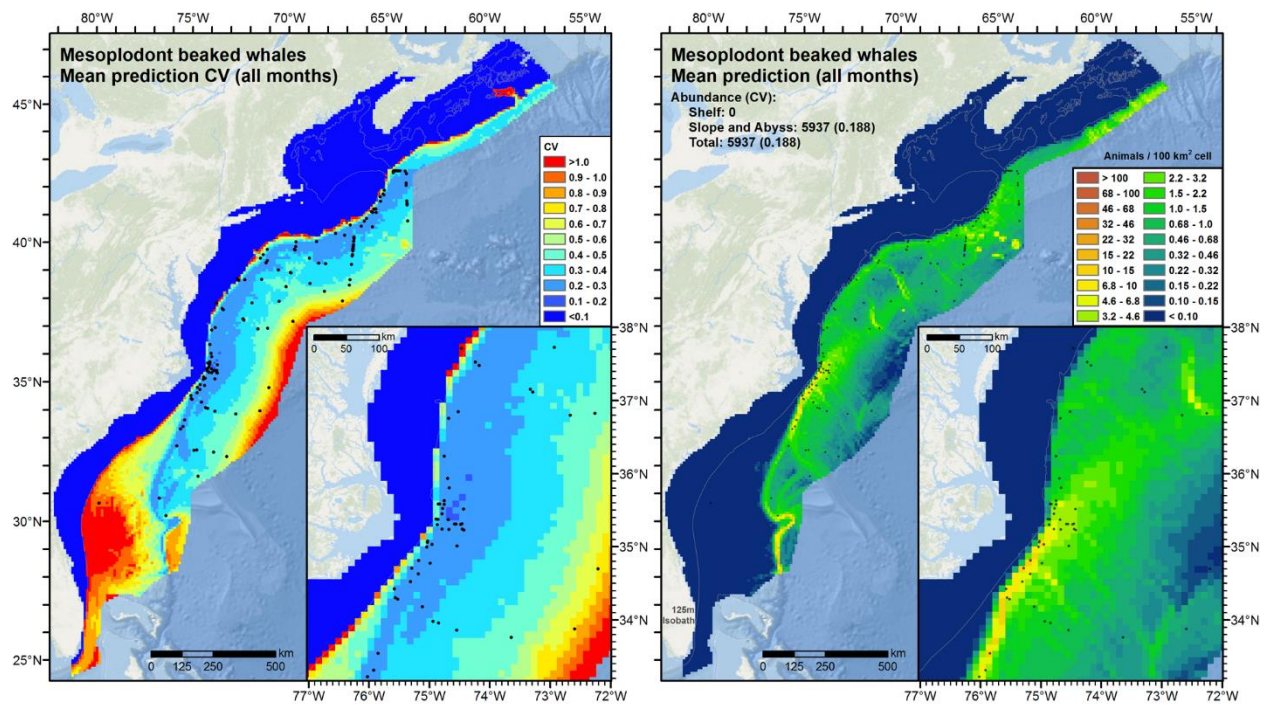 80°W 75°W 70°W 65°W 60°W 55°W
Mesoplodont beaked whales
Mean prediction CV (all months)
45°N
40°N
35°N
30°N
25°N
CV
>1.0
0.9 - 1.0
0.8 - 0.9
0.7 - 0.8
0.6 - 0.7
0.5 - 0.6
0.4 - 0.5
0.3 - 0.4
0.2 - 0.3
0.1 - 0.2
<0.1
0 50 100 km
38°N
37°N
36°N
35°N
34°N
0 125 250 500 km
77°W 76°W 75°W 74°W 73°W 72°W
80°W 75°W 70°W 65°W 60°W 55°W
Mesoplodont beaked whales
Mean prediction (all months)
Abundance (CV):
Shelf: 0
Slope and Abyss: 5937 (0.188)
Total: 5937 (0.188)
45°N
40°N
35°N
30°N
25°N
Animals / 100 km² cell
> 100 2.2 - 3.2
68 - 100 1.5 - 2.2
46 - 68 1.0 - 1.5
32 - 46 0.68 - 1.0
22 - 32 0.46 - 0.68
15 - 22 0.32 - 0.46
10 - 15 0.22 - 0.32
6.8 - 10 0.15 - 0.22
4.6 - 6.8 0.10 - 0.15
3.2 - 4.6 < 0.10
0 50 100 km
38°N
37°N
36°N
35°N
34°N
125m
Isobath
0 125 250 500 km
77°W 76°W 75°W 74°W 73°W 72°W